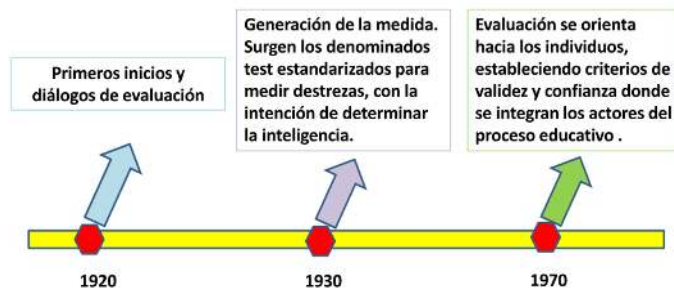 Primeros inicios y
diálogos de evaluación
Generación de la medida.
Surgen los denominados
test estandarizados para
medir destrezas, con la
intención de determinar
la inteligencia.
Evaluación se orienta
hacia los individuos,
estableciendo criterios de
validez y confianza donde
se integran los actores del
proceso educativo .
1920
1930
1970